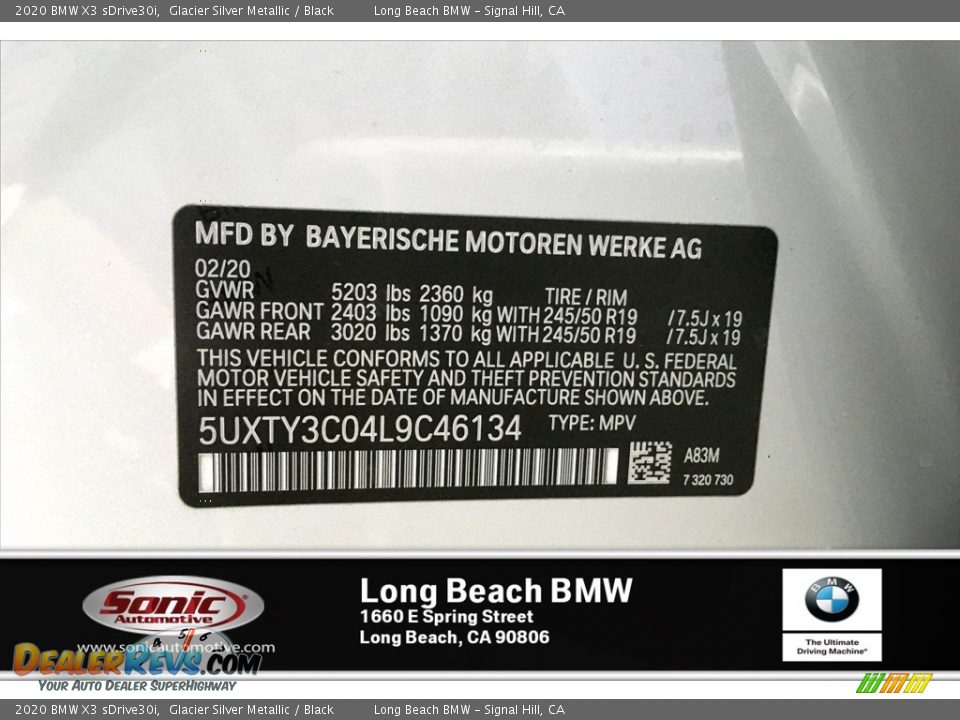 2020 BMW X3 sDrive30i, Glacier Silver Metallic / Black Long Beach BMW - Signal Hill, CA
MFD BY BAYERISCHE MOTOREN WERKE AG
02/20
GVWR 5203 lbs 2360 kg TIRE / RIM
GAWR FRONT 2403 lbs 1090 kg WITH 245/50 R19 /7.5J x 19
GAWR REAR 3020 lbs 1370 kg WITH 245/50 R19 /7.5J x 19
THIS VEHICLE CONFORMS TO ALL APPLICABLE U. S. FEDERAL
MOTOR VEHICLE SAFETY AND THEFT PREVENTION STANDARDS
IN EFFECT ON THE DATE OF MANUFACTURE SHOWN ABOVE.
5UXTY3C04L9C46134 TYPE: MPV
A83M
7 320 730
Sonic
Automotive
www.sonicautomotive.com
Long Beach BMW
1660 E Spring Street
Long Beach, CA 90806
BMW
The Ultimate
Driving Machine®
4 5 6
DEALERREVS.COM
YOUR AUTO DEALER SUPERHIGHWAY
2020 BMW X3 sDrive30i, Glacier Silver Metallic / Black Long Beach BMW - Signal Hill, CA